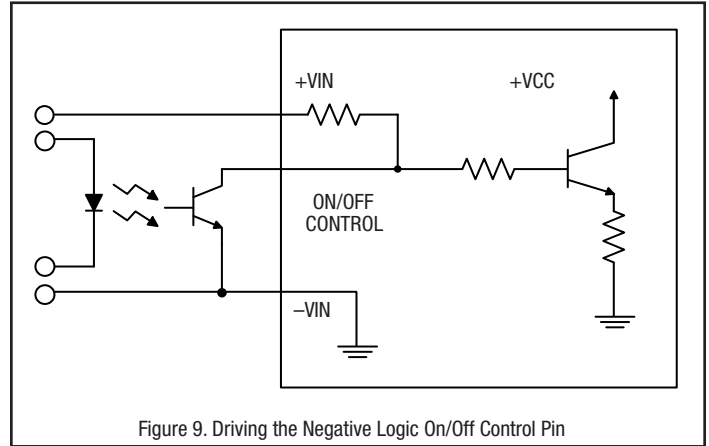 +VIN
+VCC
ON/OFF
CONTROL
–VIN
Figure 9. Driving the Negative Logic On/Off Control Pin